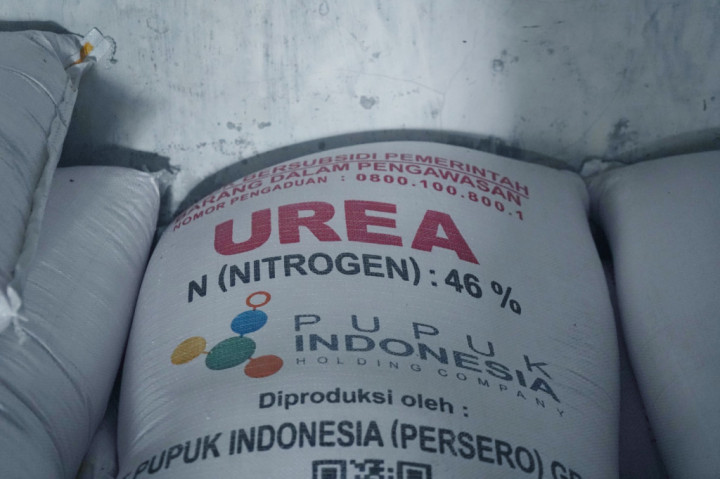 BERSUBSIDI PEMERINTAH
BARANG DALAM PENGAWASAN
NOMOR PENGADUAN : 0800.100.800.1
UREA
N (NITROGEN) : 46 %
PUPUK
INDONESIA
HOLDING COMPANY
Diproduksi oleh :
PUPUK INDONESIA (PERSERO)